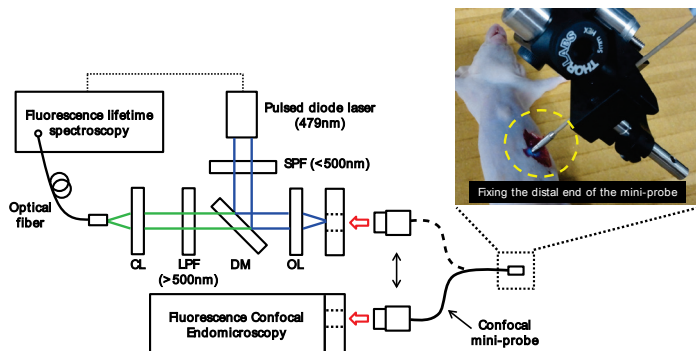 Fluorescence lifetime
spectroscopy
Pulsed diode laser
(479nm)
SPF (<500nm)
Optical
fiber
CL
LPF
(>500nm)
DM
OL
Fluorescence Confocal
Endomicroscopy
Confocal
mini-probe
THORLABS
Fixing the distal end of the mini-probe